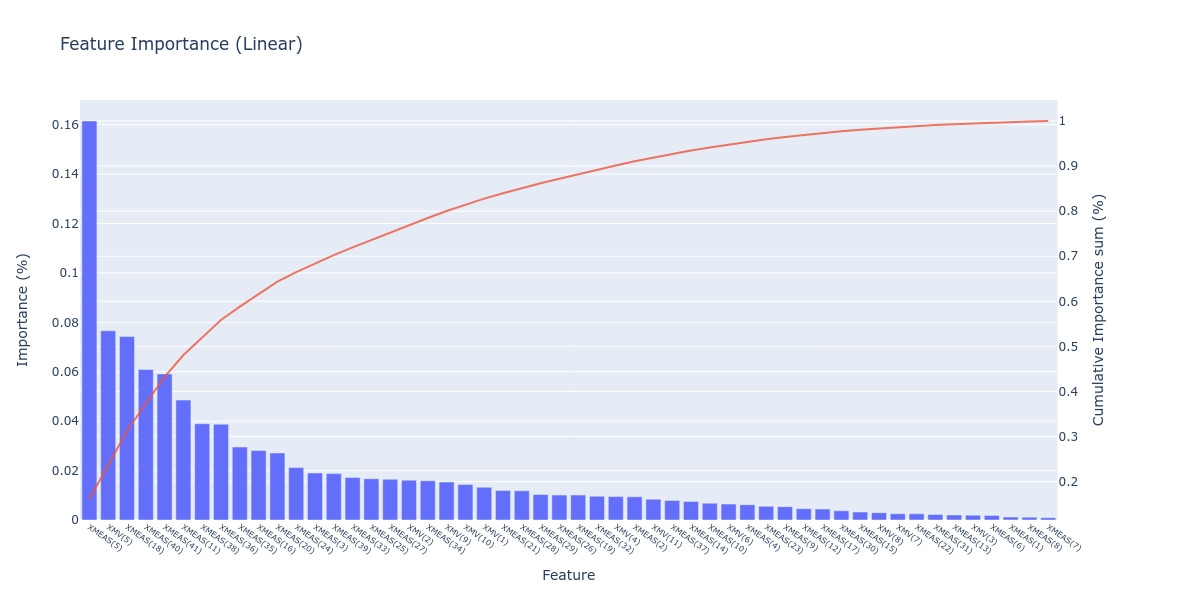 Feature Importance (Linear)
Importance (%)
0.16
0.14
0.12
0.1
0.08
0.06
0.04
0.02
0
1
0.9
0.8
0.7
0.6
0.5
0.4
0.3
0.2
Cumulative Importance sum (%)
XMEAS(5)
XMV(5)
XMEAS(18)
XMEAS(40)
XMEAS(41)
XMEAS(11)
XMEAS(38)
XMEAS(36)
XMEAS(35)
XMEAS(16)
XMEAS(20)
XMEAS(24)
XMEAS(3)
XMEAS(39)
XMEAS(33)
XMEAS(25)
XMEAS(27)
XMV(2)
XMEAS(34)
XMV(9)
XMV(10)
XMV(1)
XMEAS(21)
XMEAS(28)
XMEAS(29)
XMEAS(26)
XMEAS(19)
XMEAS(32)
XMV(4)
XMEAS(2)
XMV(11)
XMEAS(37)
XMEAS(14)
XMEAS(10)
XMV(6)
XMEAS(4)
XMEAS(23)
XMEAS(9)
XMEAS(12)
XMEAS(17)
XMEAS(30)
XMEAS(15)
XMV(8)
XMV(7)
XMEAS(22)
XMEAS(31)
XMEAS(13)
XMV(3)
XMEAS(6)
XMEAS(1)
XMEAS(8)
XMEAS(7)
Feature